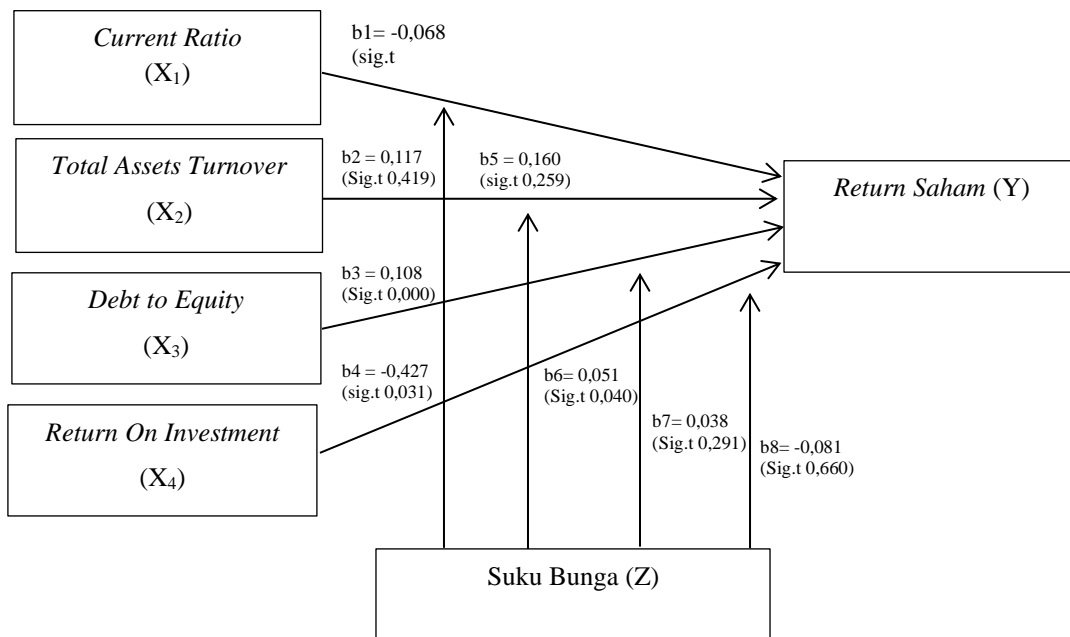 Current Ratio
(X₁)
b1= -0,068
(sig.t
Total Assets Turnover
(X₂)
b2 = 0,117
(Sig.t 0,419)
b5 = 0,160
(sig.t 0,259)
Return Saham (Y)
Debt to Equity
(X₃)
b3 = 0,108
(Sig.t 0,000)
Return On Investment
(X₄)
b4 = -0,427
(sig.t 0,031)
b6= 0,051
(Sig.t 0,040)
b7= 0,038
(Sig.t 0,291)
b8= -0,081
(Sig.t 0,660)
Suku Bunga (Z)